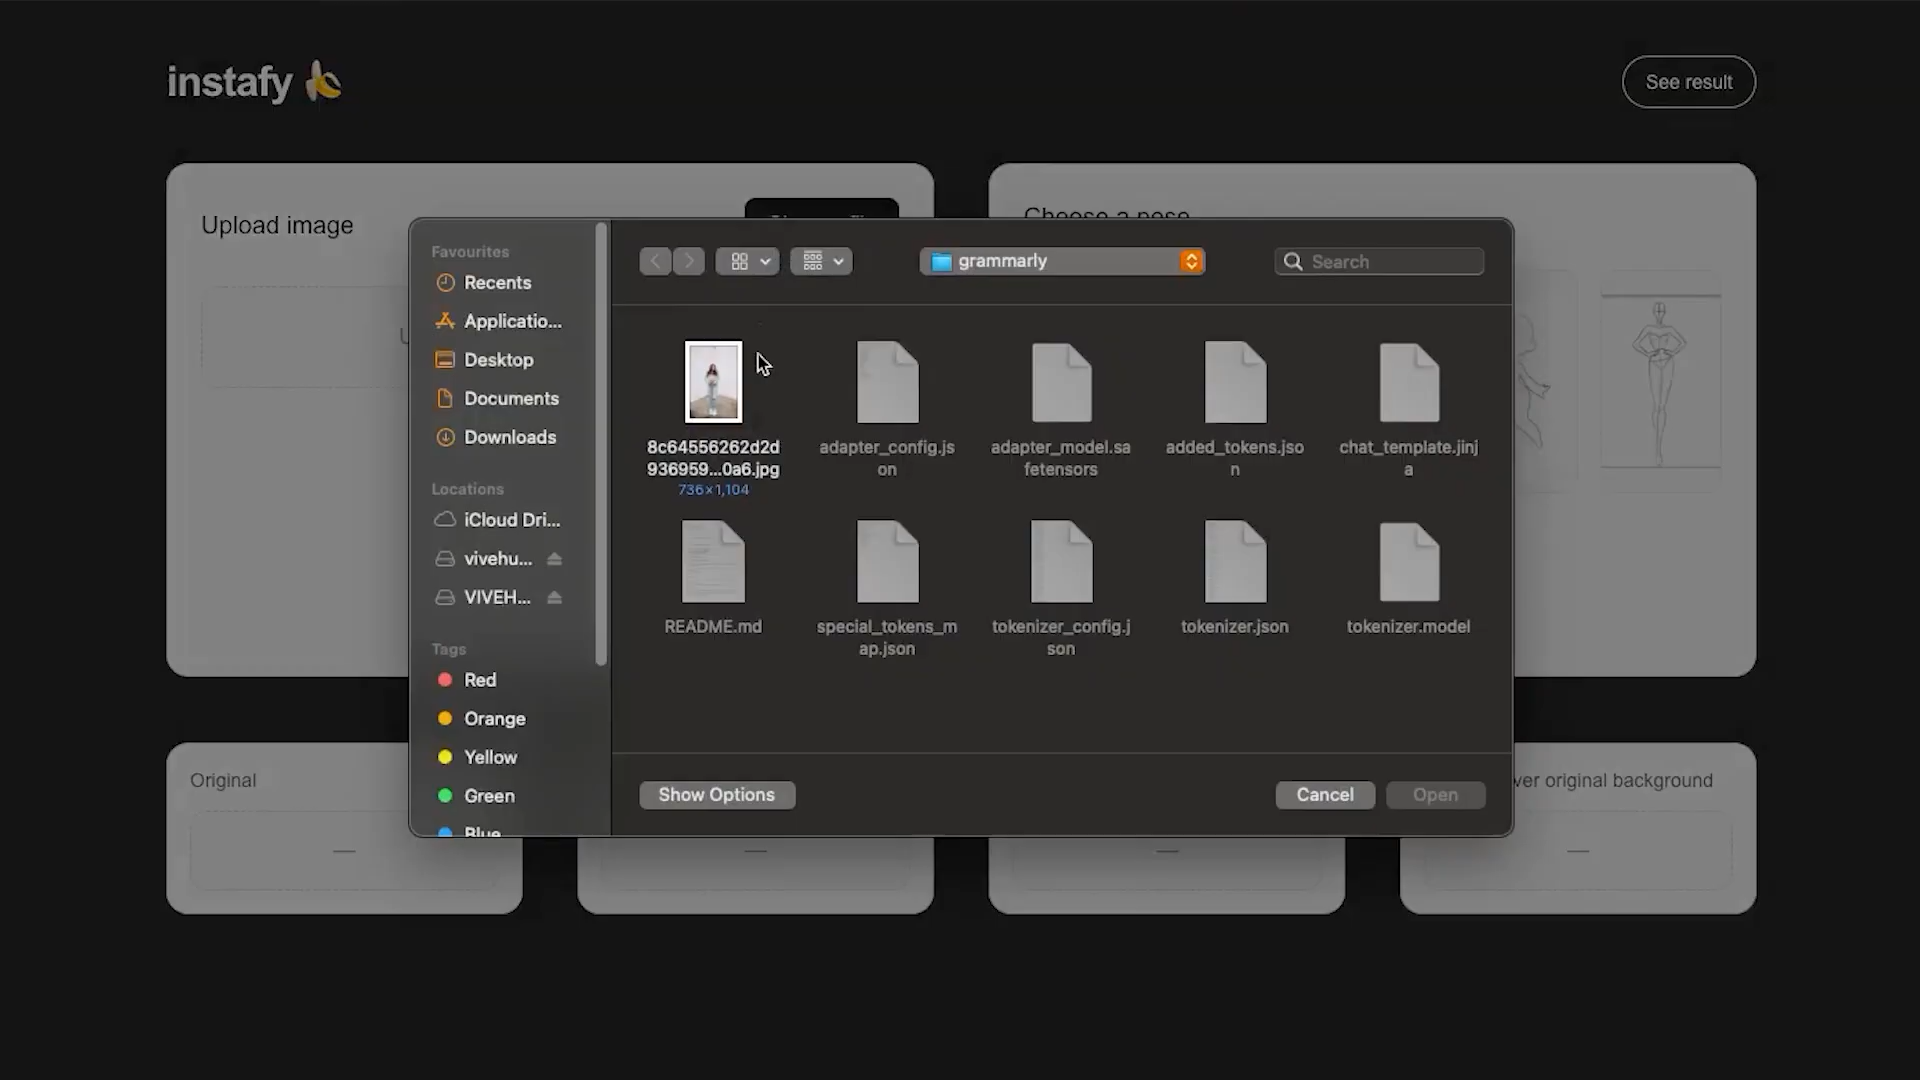 instafy
See result
Upload image
Choose a pose
Favourites
Recents
Applicatio...
Desktop
Documents
Downloads
Locations
iCloud Dri...
vivehu...
VIVEH...
Tags
Red
Orange
Yellow
Green
Blue
grammarly
Search
8c64556262d2d
936959...0a6.jpg
736×1,104
adapter_config.js
on
adapter_model.sa
fetensors
added_tokens.jso
n
chat_template.jinj
a
README.md
special_tokens_m
ap.json
tokenizer_config.j
son
tokenizer.json
tokenizer.model
Show Options
Cancel
Open
Original
ver original background